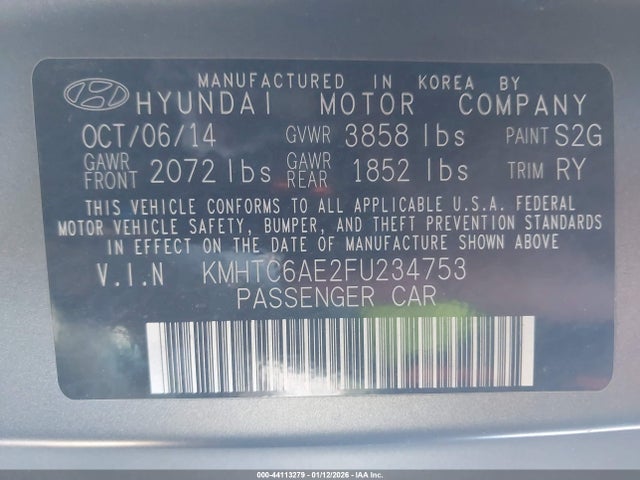 MANUFACTURED IN KOREA BY
HYUNDAI MOTOR COMPANY
OCT/06/14 GVWR 3858 lbs PAINT S2G
GAWR FRONT 2072 lbs GAWR REAR 1852 lbs TRIM RY
THIS VEHICLE CONFORMS TO ALL APPLICABLE U.S.A. FEDERAL
MOTOR VEHICLE SAFETY, BUMPER, AND THEFT PREVENTION STANDARDS
IN EFFECT ON THE DATE OF MANUFACTURE SHOWN ABOVE
V.I.N KMHTC6AE2FU234753
PASSENGER CAR
000-44113279 - 01/12/2026 - IAA Inc.